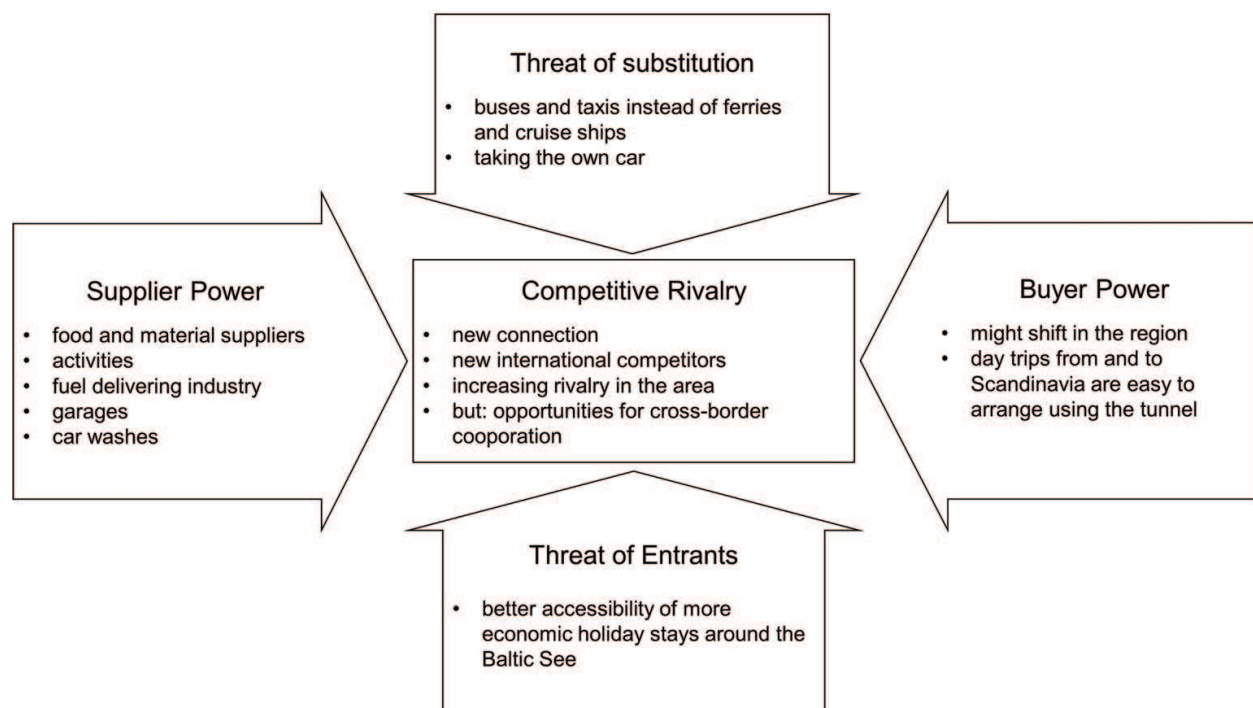 Threat of substitution
• buses and taxis instead of ferries
and cruise ships
• taking the own car
Supplier Power
• food and material suppliers
• activities
• fuel delivering industry
• garages
• car washes
Competitive Rivalry
• new connection
• new international competitors
• increasing rivalry in the area
• but: opportunities for cross-border
cooporation
Buyer Power
• might shift in the region
• day trips from and to
Scandinavia are easy to
arrange using the tunnel
Threat of Entrants
• better accessibility of more
economic holiday stays around the
Baltic See